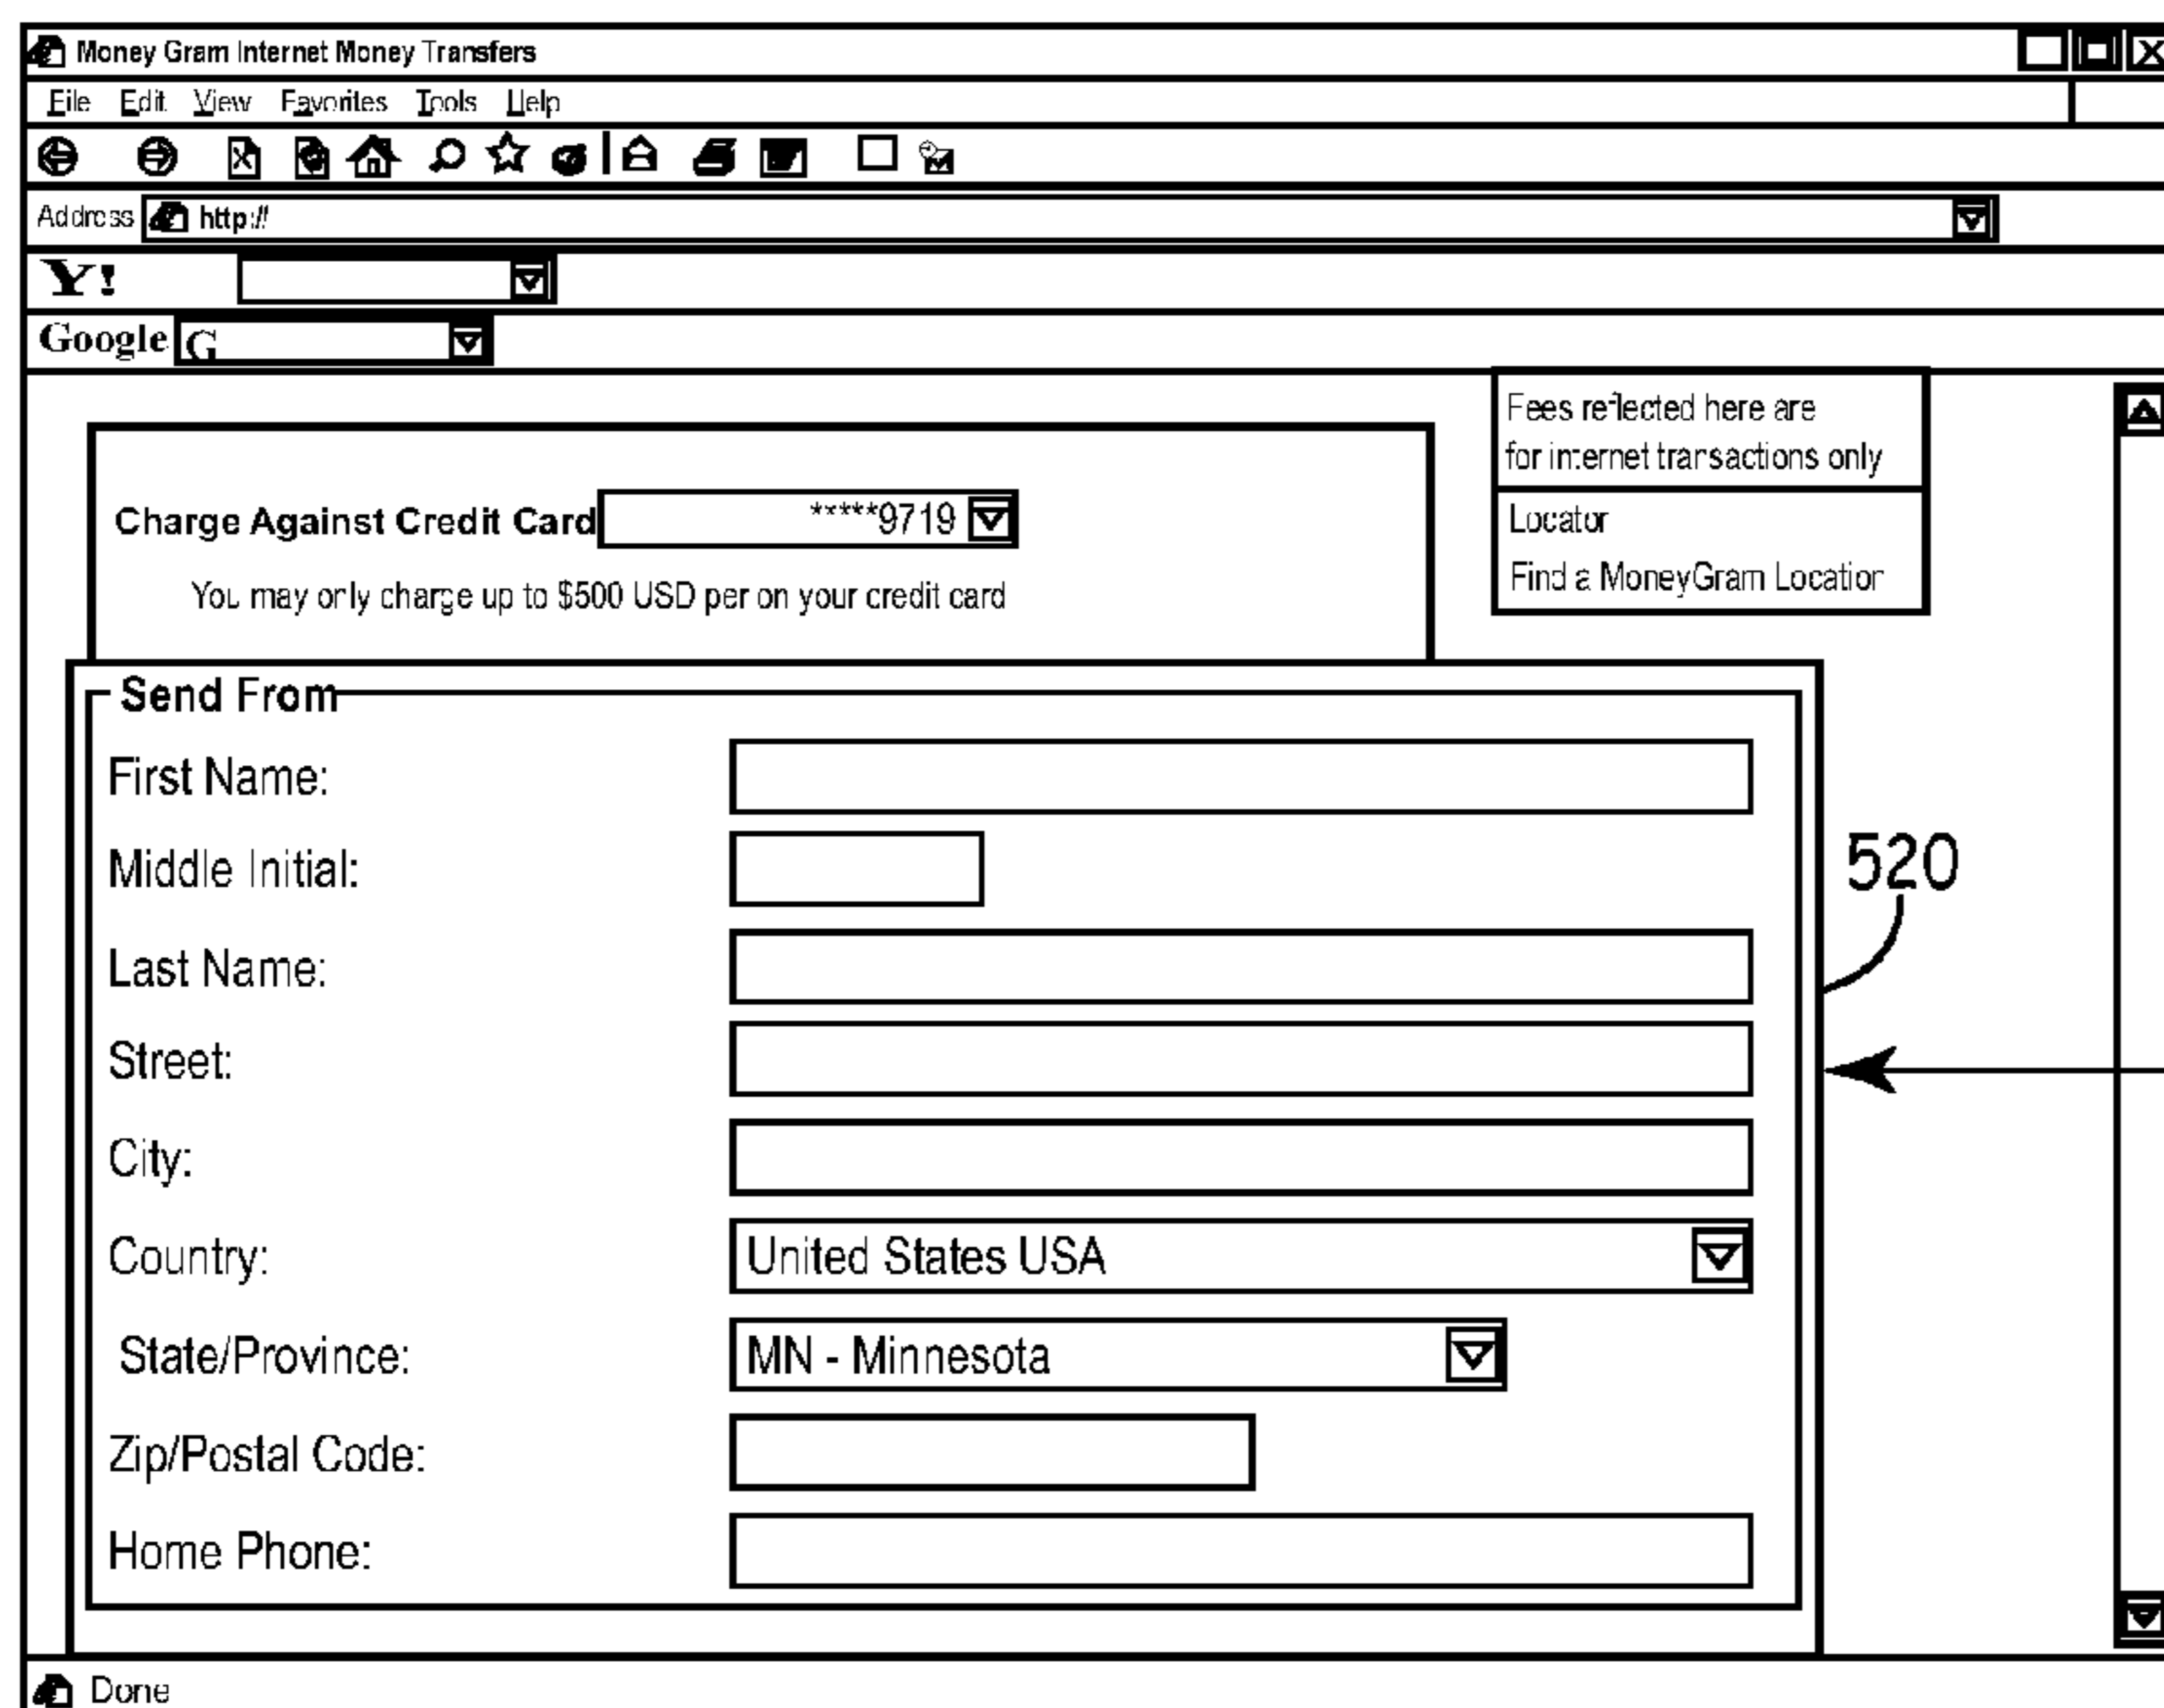 Money Gram Internet Money Transfers
File Edit View Favorites Tools Help
Address http://
Y!
Google G
Fees reflected here are
for internet transactions only
Charge Against Credit Card *****9719
Locator
Find a MoneyGram Location
You may only charge up to $500 USD per on your credit card
Send From
First Name:
Middle Initial:
520
Last Name:
Street:
City:
Country: United States USA
State/Province: MN - Minnesota
Zip/Postal Code:
Home Phone:
Done